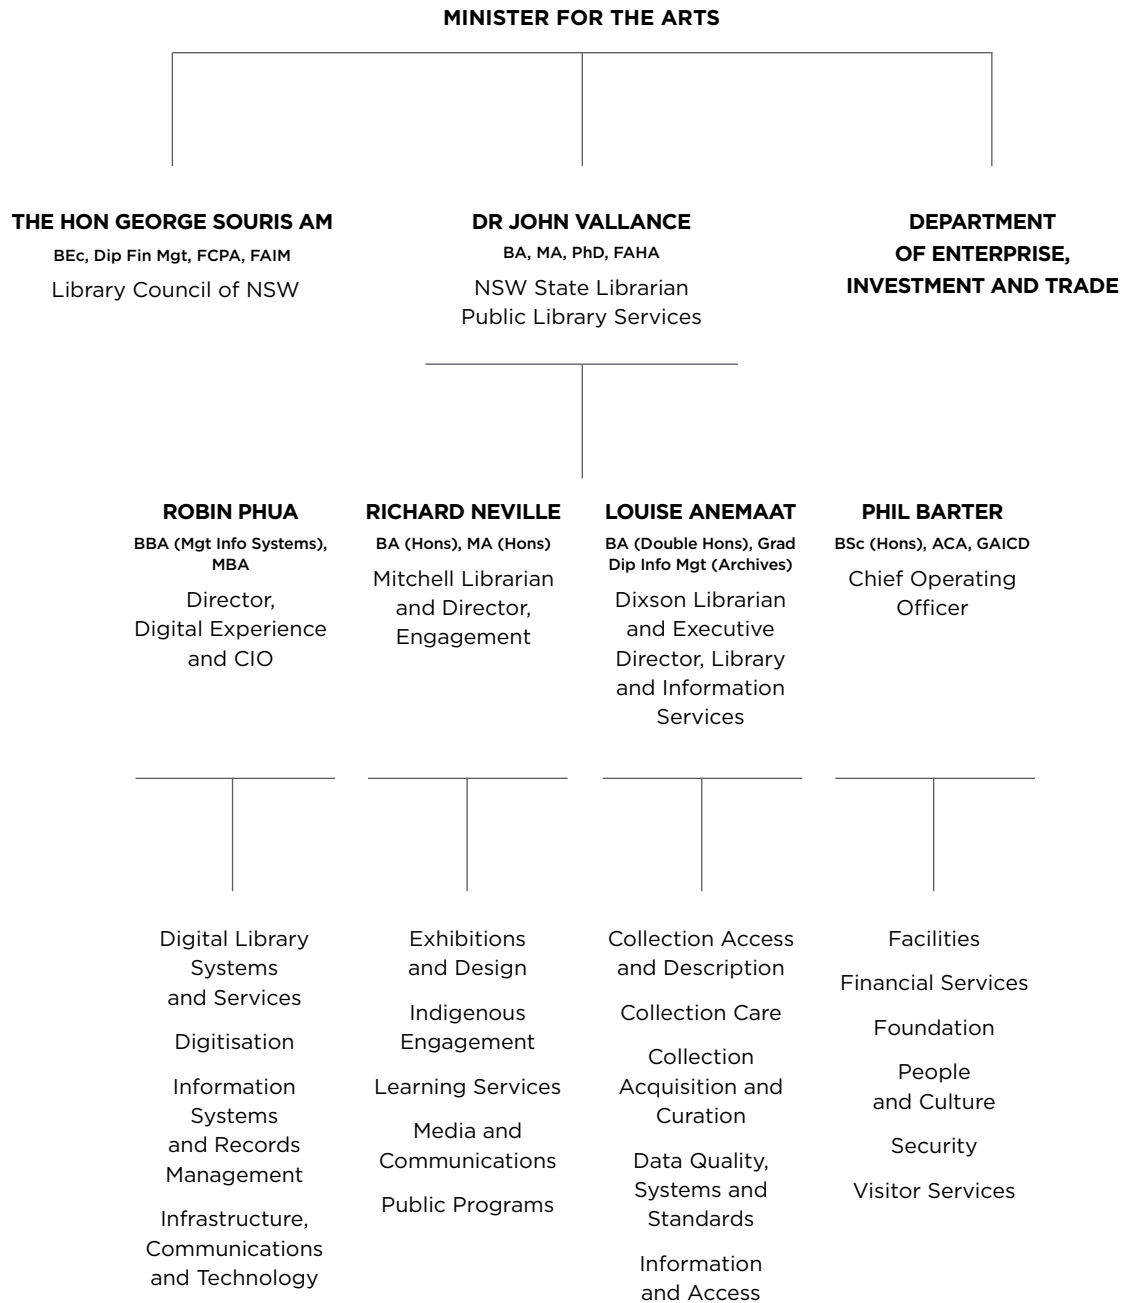 MINISTER FOR THE ARTS
THE HON GEORGE SOURIS AM
BEc, Dip Fin Mgt, FCPA, FAIM
Library Council of NSW
DR JOHN VALLANCE
BA, MA, PhD, FAHA
NSW State Librarian
Public Library Services
DEPARTMENT
OF ENTERPRISE,
INVESTMENT AND TRADE
ROBIN PHUA
BBA (Mgt Info Systems),
MBA
Director,
Digital Experience
and CIO
RICHARD NEVILLE
BA (Hons), MA (Hons)
Mitchell Librarian
and Director,
Engagement
LOUISE ANEMAAT
BA (Double Hons), Grad
Dip Info Mgt (Archives)
Dixson Librarian
and Executive
Director, Library
and Information
Services
PHIL BARTER
BSc (Hons), ACA, GAICD
Chief Operating
Officer
Digital Library
Systems
and Services
Digitisation
Information
Systems
and Records
Management
Infrastructure,
Communications
and Technology
Exhibitions
and Design
Indigenous
Engagement
Learning Services
Media and
Communications
Public Programs
Collection Access
and Description
Collection Care
Collection
Acquisition and
Curation
Data Quality,
Systems and
Standards
Information
and Access
Facilities
Financial Services
Foundation
People
and Culture
Security
Visitor Services